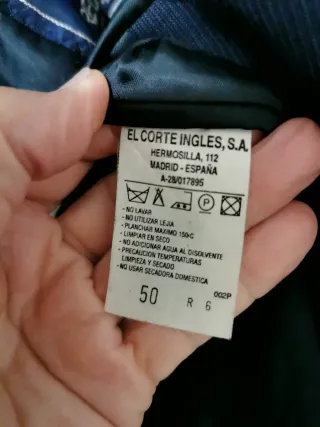 EL CORTE INGLES, S.A.
HERMOSILLA, 112
MADRID - ESPAÑA
A-28/017895
P
- NO LAVAR
- NO UTILIZAR LEJIA
- PLANCHAR MAXIMO 150-C
- LIMPIAR EN SECO
- NO ADICIONAR AGUA AL DISOLVENTE
- PRECAUCION TEMPERATURAS
LIMPIEZA Y SECADO
- NO USAR SECADORA DOMESTICA
002P
50 R 6